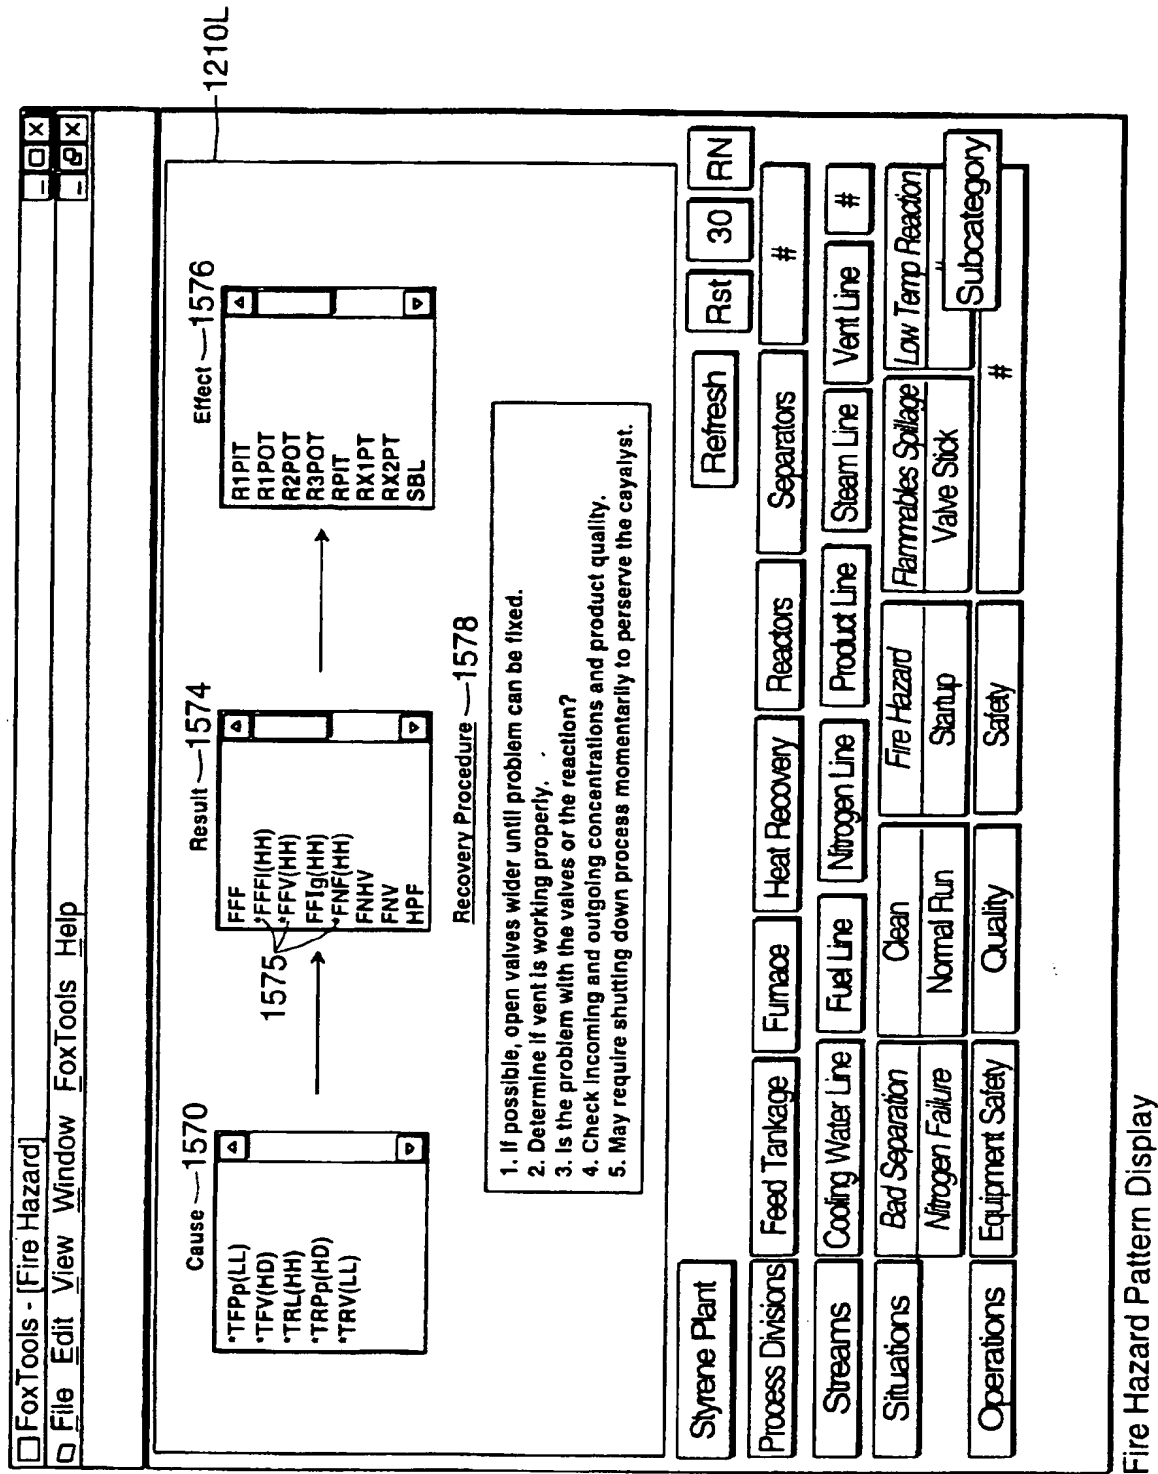 FoxTools - [Fire Hazard]
File Edit View Window FoxTools Help
1210L
Cause 1570
*TFPp(LL)
*TFV(HD)
*TRL(HH)
*TRPp(HD)
*TRV(LL)
Result 1574
FFF
*FFFI(HH)
*FFV(HH)
FFIg(HH)
*FNF(HH)
FNHV
FNV
HPF
1575
Effect 1576
R1PIT
R1POT
R2POT
R3POT
RPIT
RX1PT
RX2PT
SBL
Recovery Procedure 1578
1. If possible, open valves wider until problem can be fixed.
2. Determine if vent is working properly.
3. Is the problem with the valves or the reaction?
4. Check incoming and outgoing concentrations and product quality.
5. May require shutting down process momentarily to perserve the cayalyst.
Styrene Plant Refresh Rst 30 RN
Process Divisions Feed Tankage Furnace Heat Recovery Reactors Separators #
Streams Cooling Water Line Fuel Line Nitrogen Line Product Line Steam Line Vent Line #
Situations Bad Separation Clean Fire Hazard Flammables Spillage Low Temp Reaction
Nitrogen Failure Normal Run Startup Valve Stick #
Subcategory
Operations Equipment Safety Quality Safety #
Fire Hazard Pattern Display